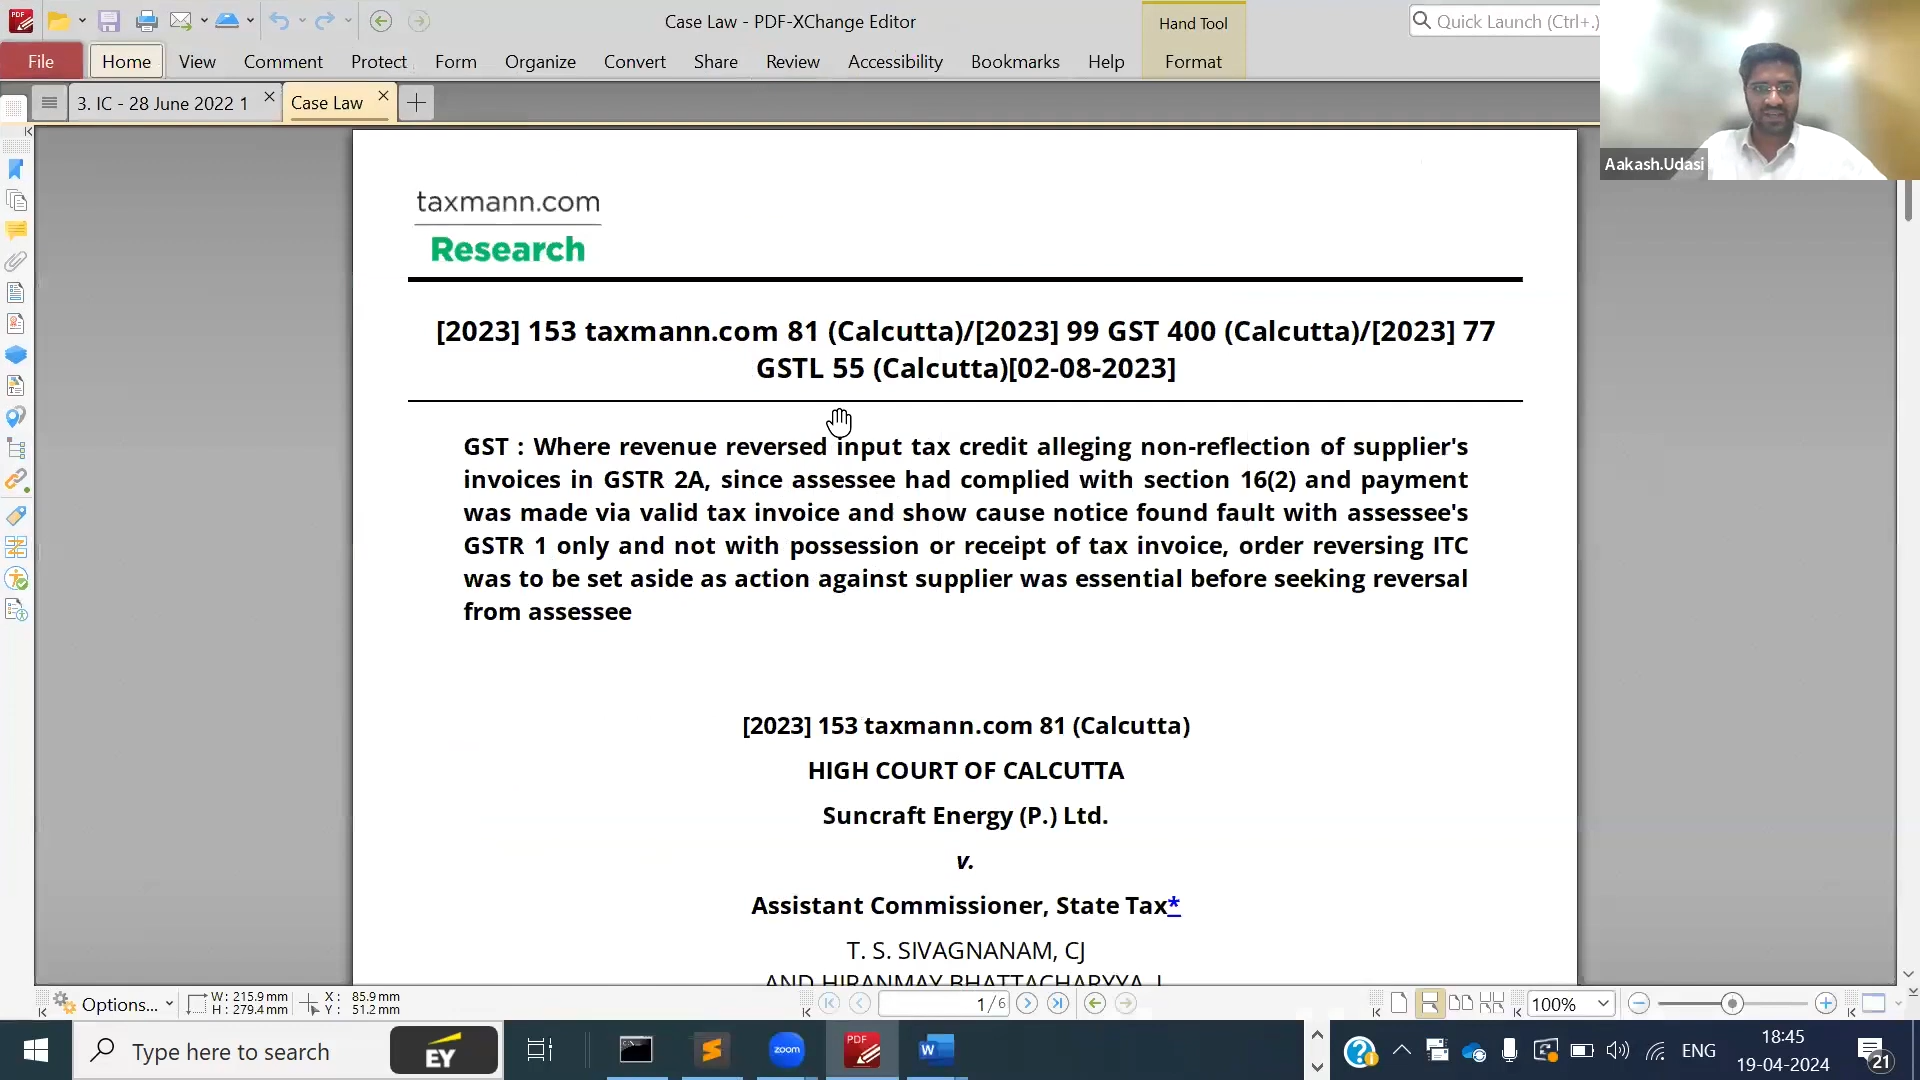 Case Law - PDF-XChange Editor
Hand Tool
Quick Launch (Ctrl+.)
File
Home
View
Comment
Protect
Form
Organize
Convert
Share
Review
Accessibility
Bookmarks
Help
Format
3. IC - 28 June 2022 1
Case Law
Aakash.Udasi
taxmann.com
Research
[2023] 153 taxmann.com 81 (Calcutta)/[2023] 99 GST 400 (Calcutta)/[2023] 77
GSTL 55 (Calcutta)[02-08-2023]
GST : Where revenue reversed input tax credit alleging non-reflection of supplier's
invoices in GSTR 2A, since assessee had complied with section 16(2) and payment
was made via valid tax invoice and show cause notice found fault with assessee's
GSTR 1 only and not with possession or receipt of tax invoice, order reversing ITC
was to be set aside as action against supplier was essential before seeking reversal
from assessee
[2023] 153 taxmann.com 81 (Calcutta)
HIGH COURT OF CALCUTTA
Suncraft Energy (P.) Ltd.
v.
Assistant Commissioner, State Tax*
T. S. SIVAGNANAM, CJ
AND HIRANMAY BHATTACHARYYA, J.
Options...
W: 215.9 mm
H: 279.4 mm
X: 85.9 mm
Y: 51.2 mm
1 / 6
100%
Type here to search
EY
zoom
PDF
W
ENG
18:45
19-04-2024
21